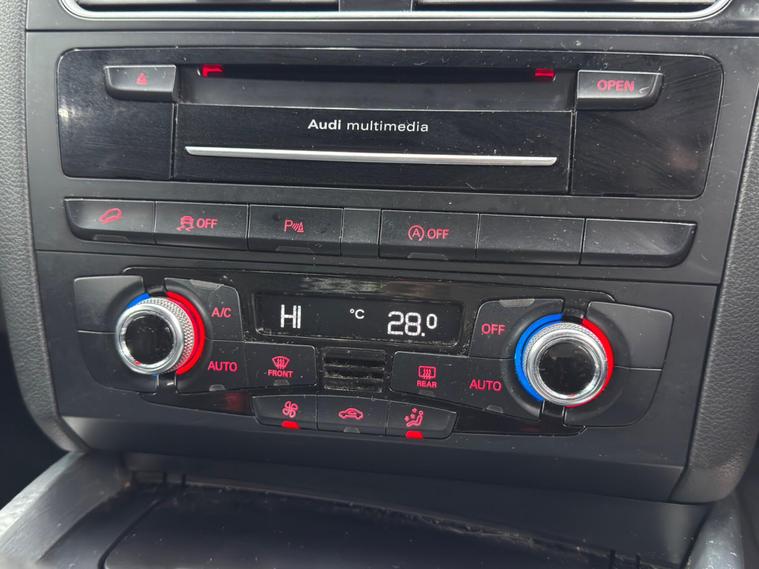 OPEN
Audi multimedia
OFF
P
A OFF
A/C
HI °C 28.0
OFF
AUTO
FRONT
REAR
AUTO